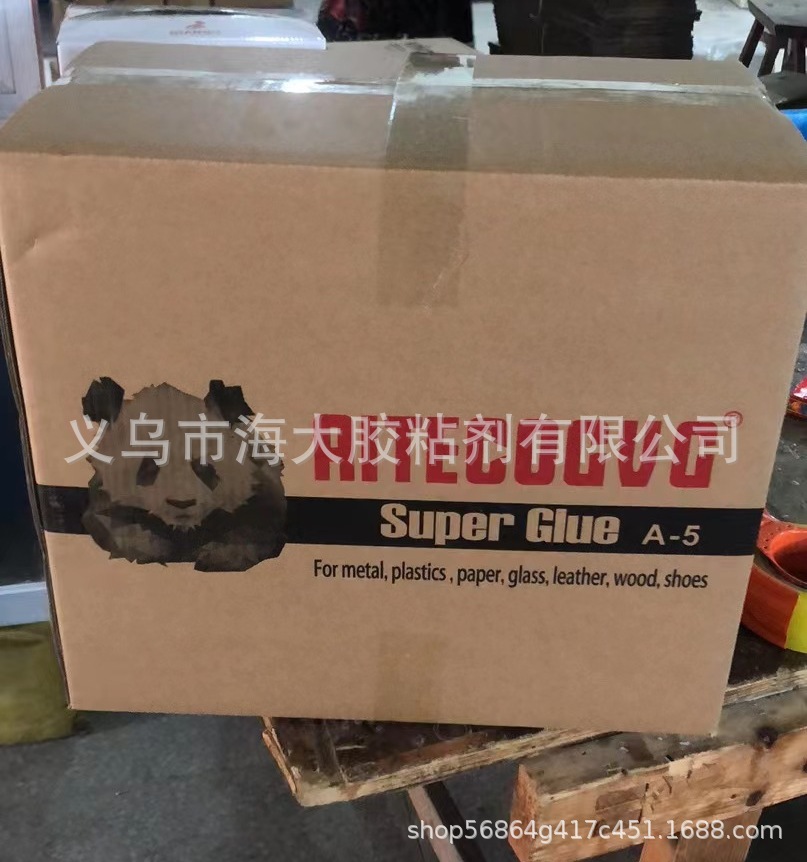 义乌市海大胶粘剂有限公司
RITECOQVG®
Super Glue A-5
For metal, plastics , paper, glass, leather, wood, shoes
shop56864g417c451.1688.com